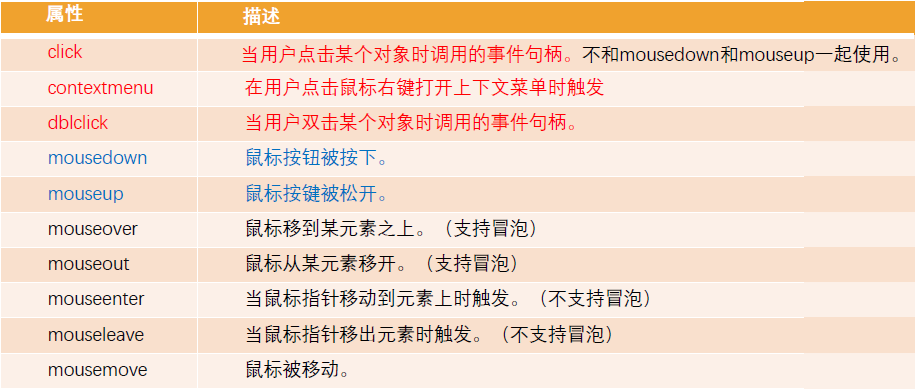 属性 描述
click 当用户点击某个对象时调用的事件句柄。不和mousedown和mouseup一起使用。
contextmenu 在用户点击鼠标右键打开上下文菜单时触发
dblclick 当用户双击某个对象时调用的事件句柄。
mousedown 鼠标按钮被按下。
mouseup 鼠标按键被松开。
mouseover 鼠标移到某元素之上。（支持冒泡）
mouseout 鼠标从某元素移开。（支持冒泡）
mouseenter 当鼠标指针移动到元素上时触发。（不支持冒泡）
mouseleave 当鼠标指针移出元素时触发。（不支持冒泡）
mousemove 鼠标被移动。